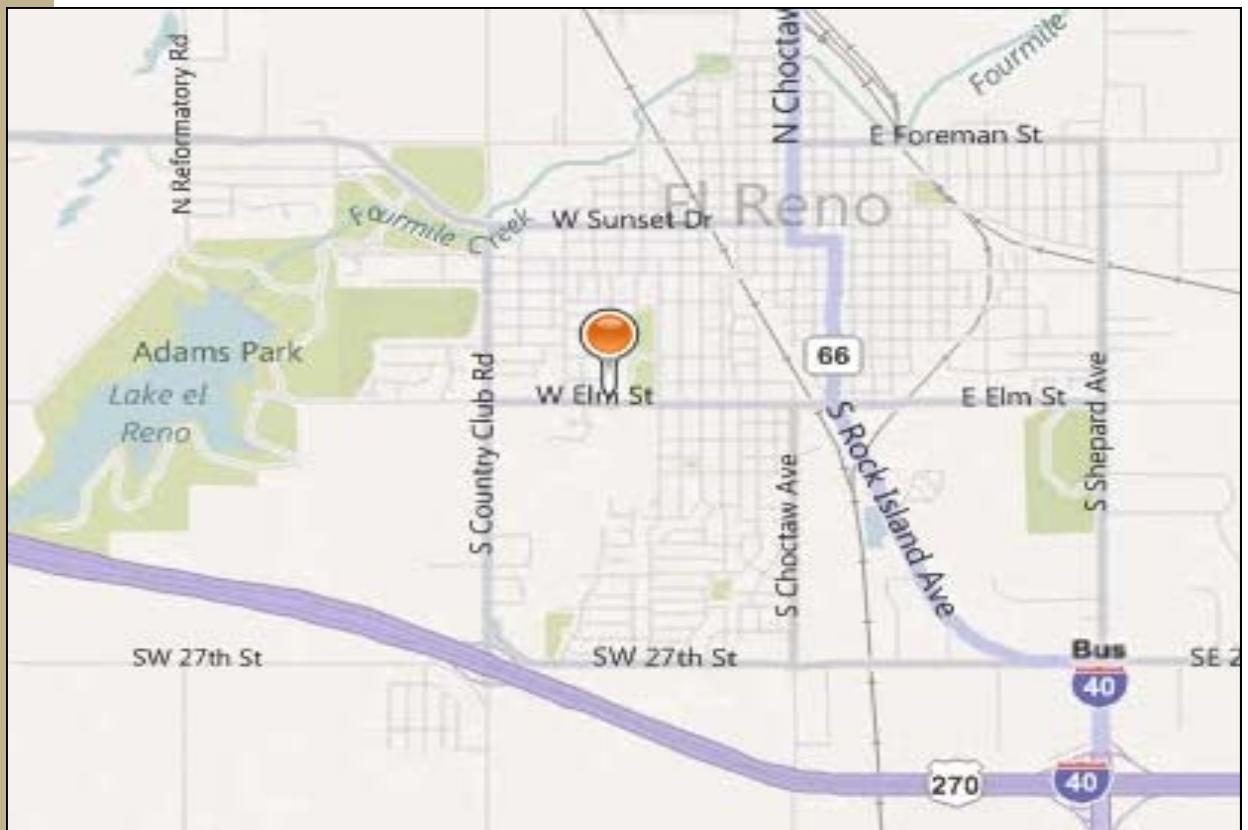 N Reformatory Rd
N Choctaw
Fourmile
E Foreman St
El Reno
Fourmile Creek
W Sunset Dr
Adams Park
Lake el
Reno
66
W Elm St
E Elm St
S Country Club Rd
S Choctaw Ave
S Rock Island Ave
S Shepard Ave
SW 27th St
SW 27th St
Bus
40
SE 2
270
40